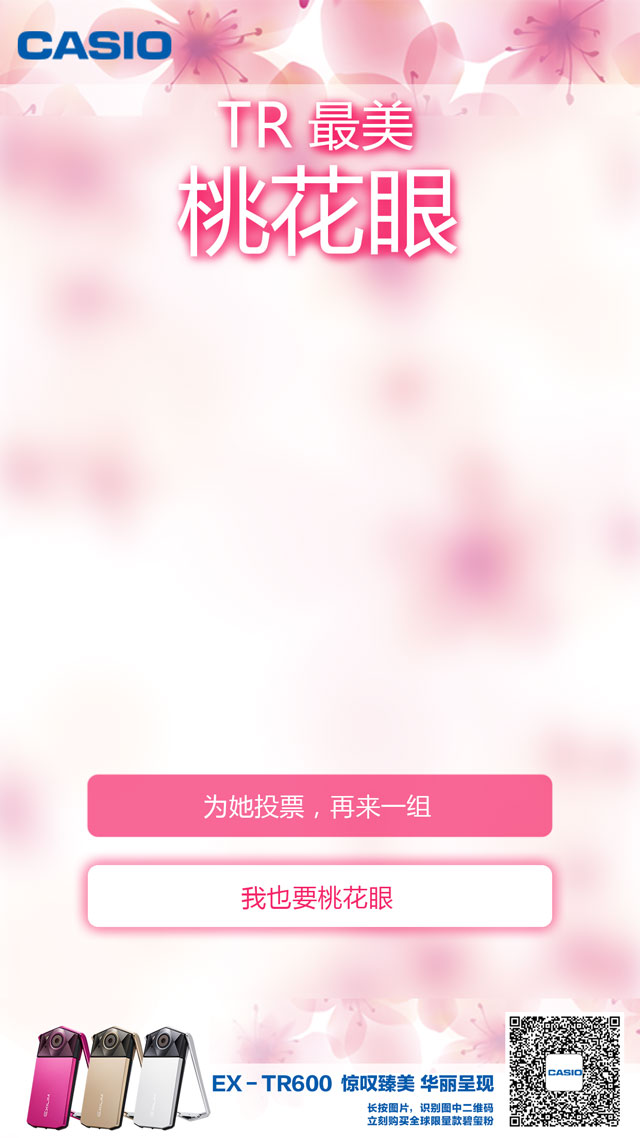 CASIO
TR 最美
桃花眼
为她投票，再来一组
我也要桃花眼
EX-TR600 惊叹臻美 华丽呈现
长按图片，识别图中二维码
立刻购买全球限量款碧玺粉
CASIO